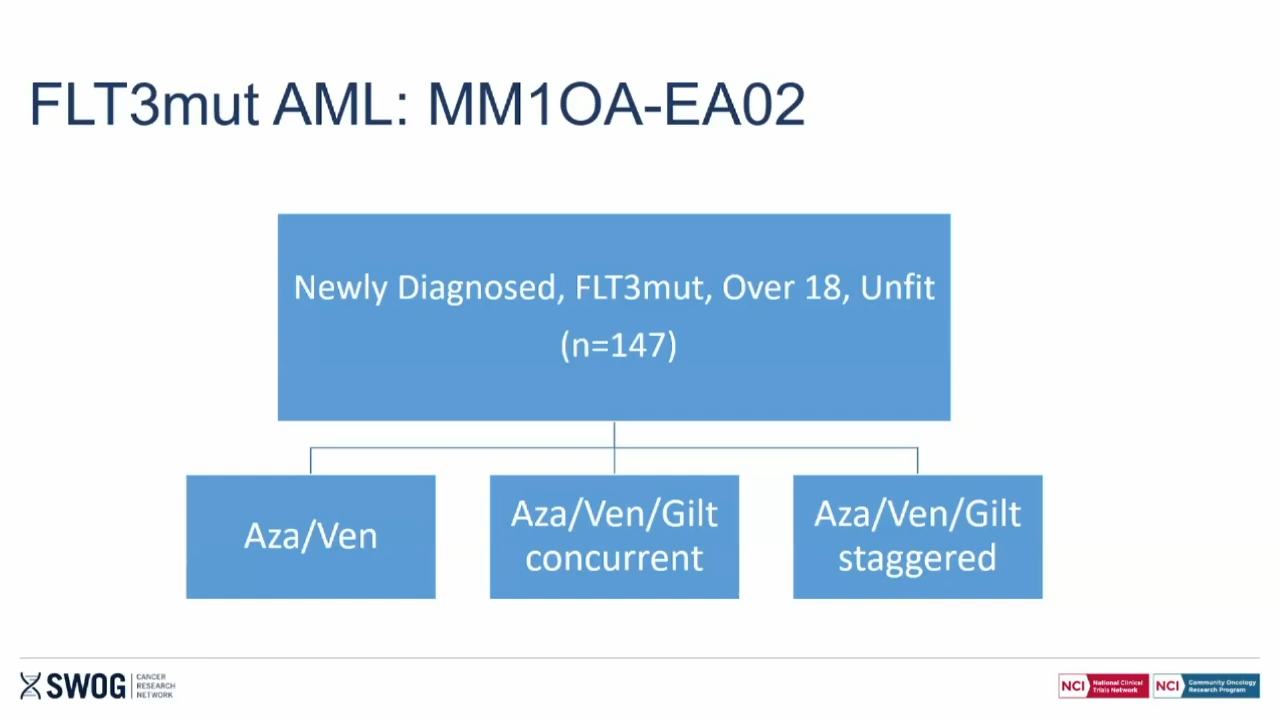 FLT3mut AML: MM1OA-EA02
Newly Diagnosed, FLT3mut, Over 18, Unfit
(n=147)
Aza/Ven
Aza/Ven/Gilt
concurrent
Aza/Ven/Gilt
staggered
SWOG
CANCER
RESEARCH
NETWORK
NCI
National Clinical
Trials Network
NCI
Community Oncology
Research Program